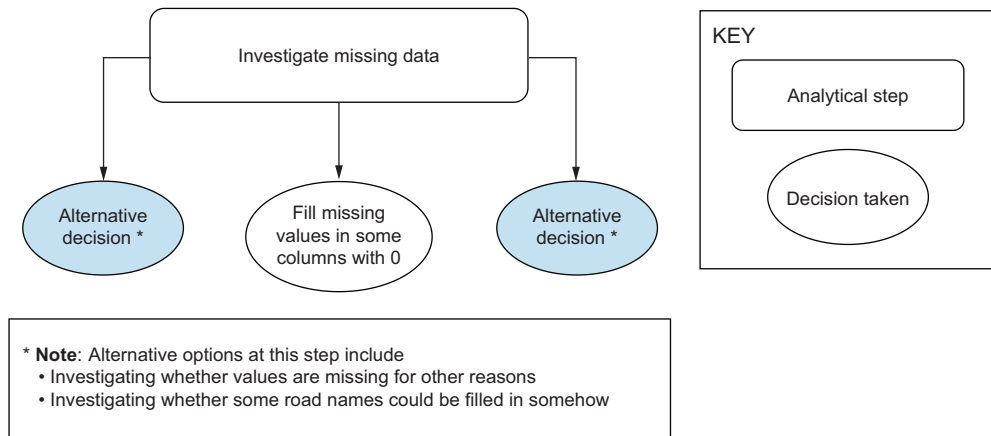 Investigate missing data
Alternative
decision *
Fill missing
values in some
columns with 0
Alternative
decision *
KEY
Analytical step
Decision taken
* Note: Alternative options at this step include
• Investigating whether values are missing for other reasons
• Investigating whether some road names could be filled in somehow